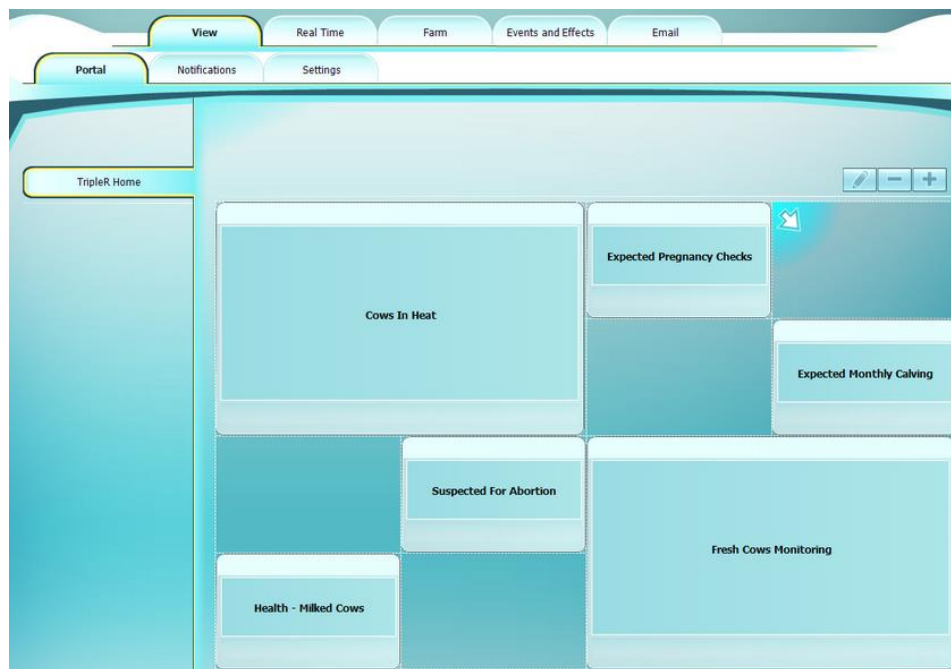 View
Real Time
Farm
Events and Effects
Email
Portal
Notifications
Settings
TripleR Home
Expected Pregnancy Checks
Cows In Heat
Expected Monthly Calving
Suspected For Abortion
Fresh Cows Monitoring
Health - Milked Cows